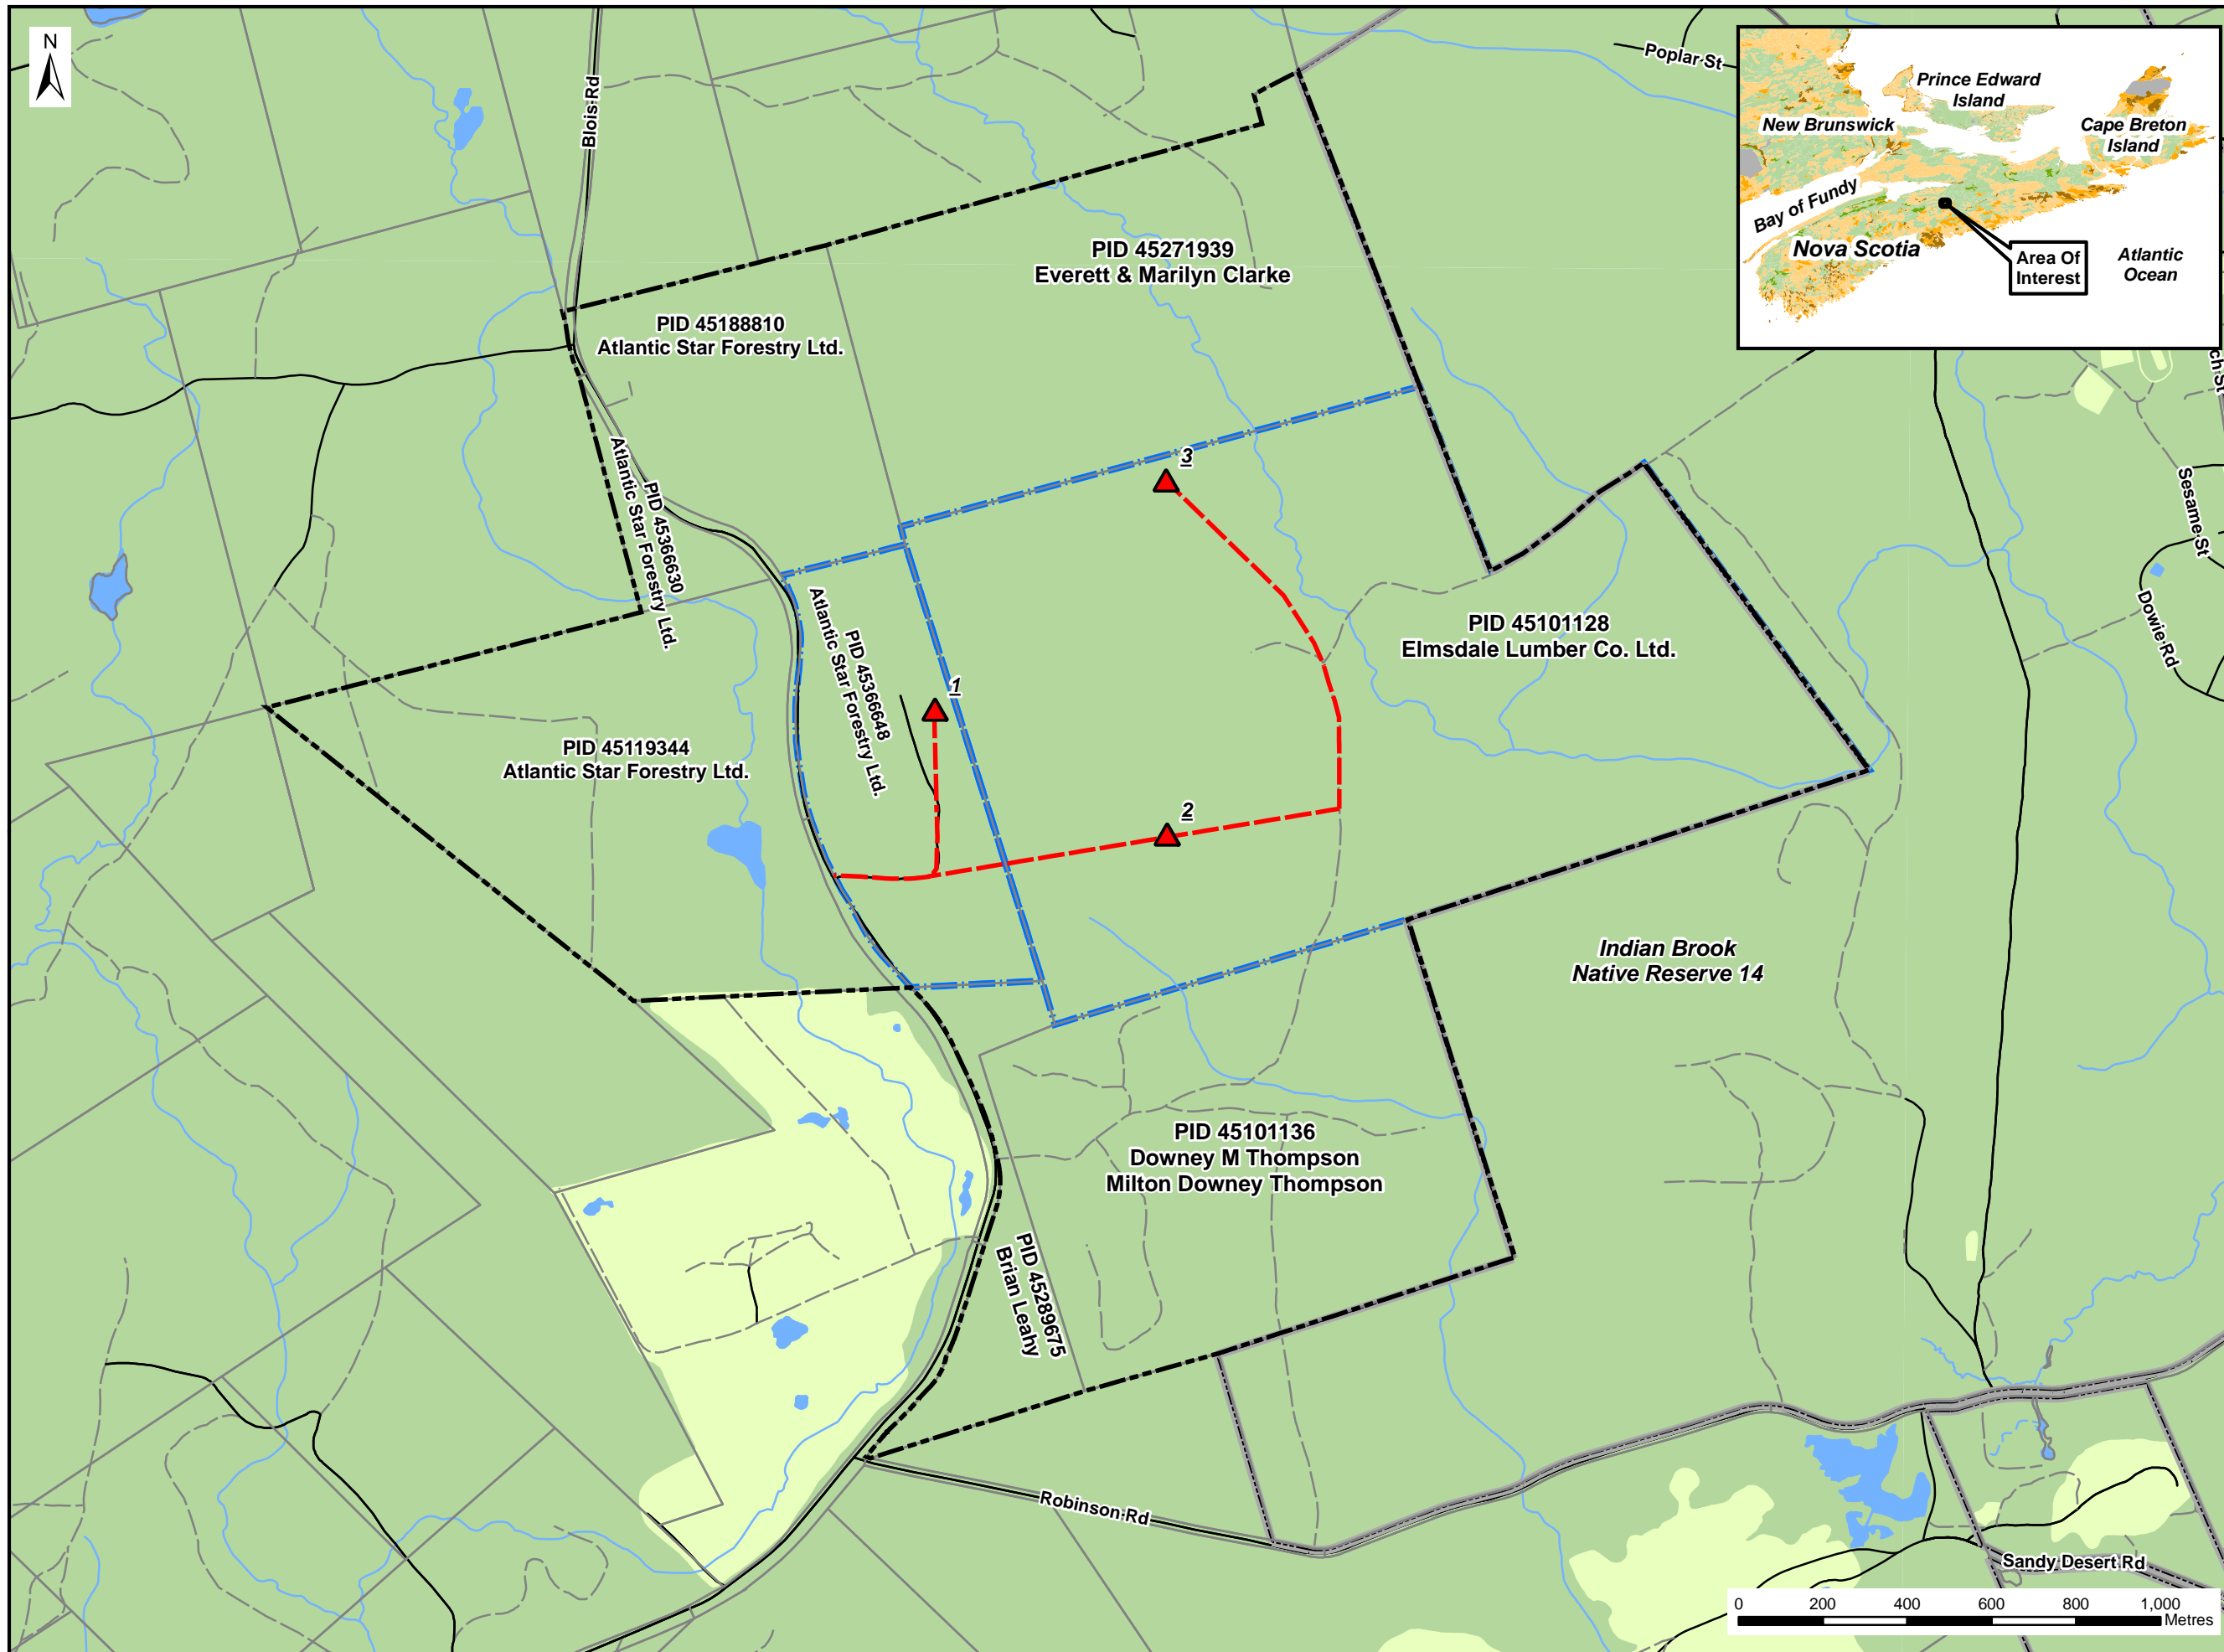 N
Blois Rd
Poplar St
Prince Edward
Island
New Brunswick
Cape Breton
Island
Bay of Fundy
Nova Scotia
Area Of
Interest
Atlantic
Ocean
PID 45271939
Everett & Marilyn Clarke
PID 45188810
Atlantic Star Forestry Ltd.
ch St
PID 45366630
Atlantic Star Forestry Ltd.
3
Sesame St
Dowie Rd
PID 45101128
Elmsdale Lumber Co. Ltd.
PID 45366648
Atlantic Star Forestry Ltd.
1
PID 45119344
Atlantic Star Forestry Ltd.
2
Indian Brook
Native Reserve 14
PID 45101136
Downey M Thompson
Milton Downey Thompson
PID 45289675
Brian Leahy
Robinson Rd
Sandy Desert Rd
0 200 400 600 800 1,000
Metres